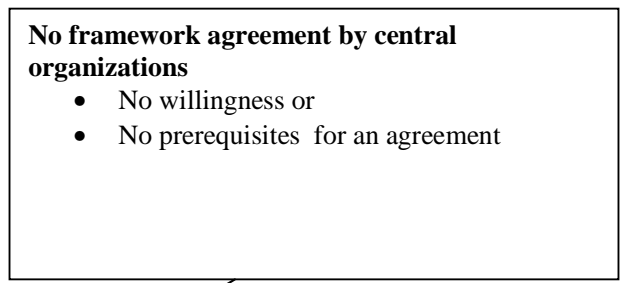 No framework agreement by central
organizations
• No willingness or
• No prerequisites  for an agreement